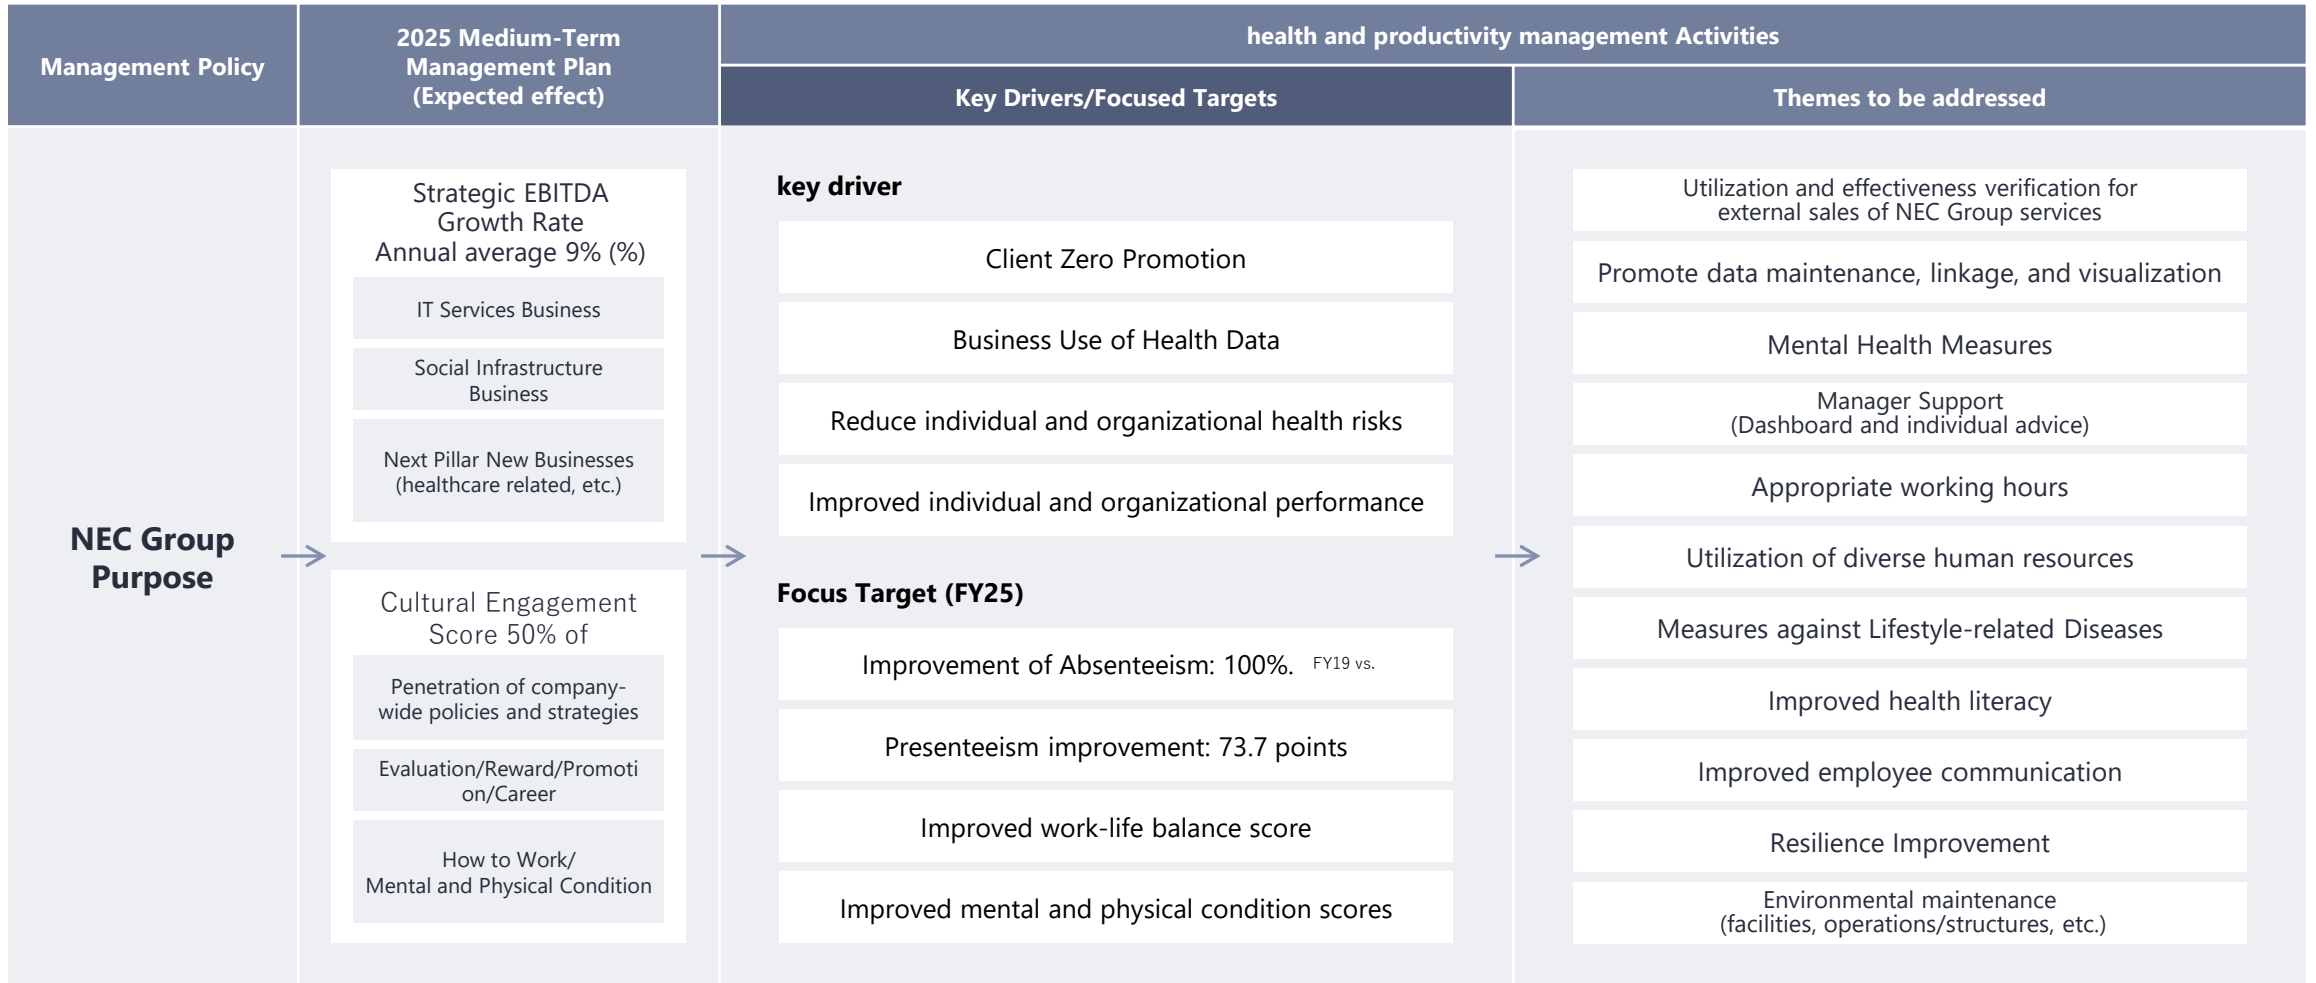 Management Policy
2025 Medium-Term
Management Plan
(Expected effect)
health and productivity management Activities
Key Drivers/Focused Targets
Themes to be addressed
NEC Group
Purpose
Strategic EBITDA
Growth Rate
Annual average 9% (%)
IT Services Business
Social Infrastructure
Business
Next Pillar New Businesses
(healthcare related, etc.)
Cultural Engagement
Score 50% of
Penetration of company-
wide policies and strategies
Evaluation/Reward/Promoti
on/Career
How to Work/
Mental and Physical Condition
key driver
Client Zero Promotion
Business Use of Health Data
Reduce individual and organizational health risks
Improved individual and organizational performance
Focus Target (FY25)
Improvement of Absenteeism: 100%. FY19 vs.
Presenteeism improvement: 73.7 points
Improved work-life balance score
Improved mental and physical condition scores
Utilization and effectiveness verification for
external sales of NEC Group services
Promote data maintenance, linkage, and visualization
Mental Health Measures
Manager Support
(Dashboard and individual advice)
Appropriate working hours
Utilization of diverse human resources
Measures against Lifestyle-related Diseases
Improved health literacy
Improved employee communication
Resilience Improvement
Environmental maintenance
(facilities, operations/structures, etc.)